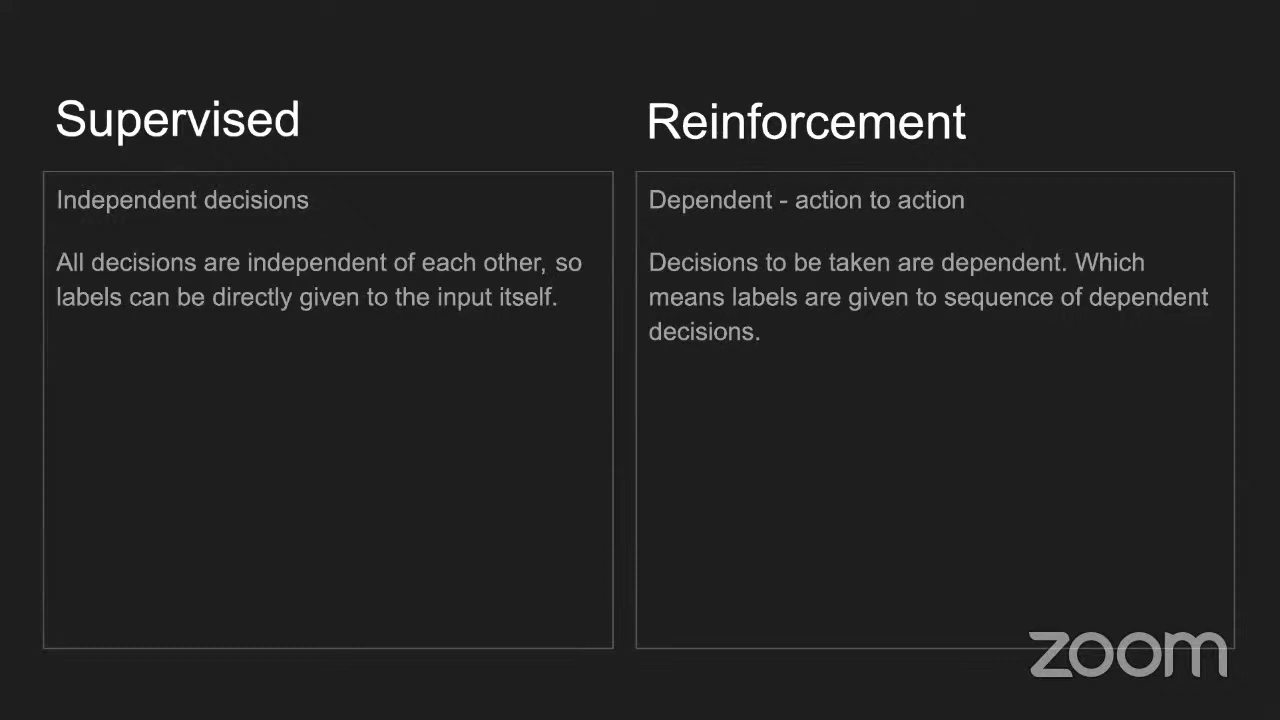 Supervised
Independent decisions
All decisions are independent of each other, so
labels can be directly given to the input itself.
Reinforcement
Dependent - action to action
Decisions to be taken are dependent. Which
means labels are given to sequence of dependent
decisions.
zoom